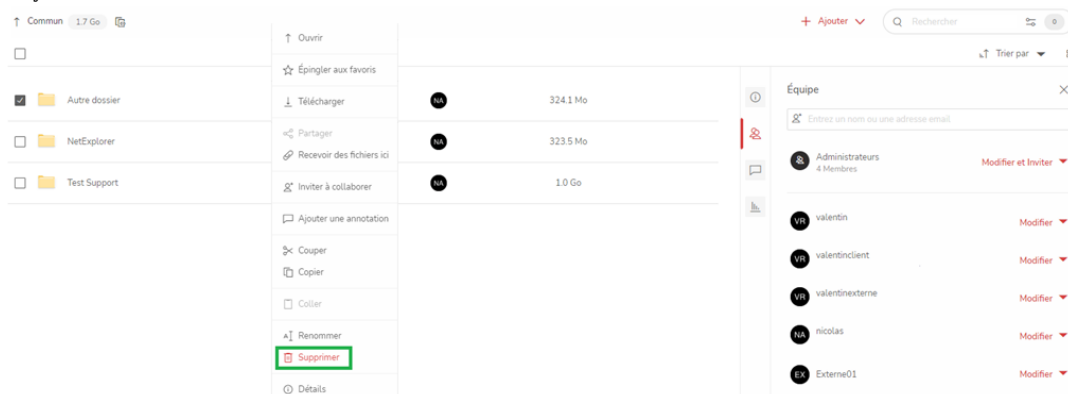 Commun 1.7 Go
Ajouter
Rechercher
0
Trier par
Ouvrir
Épingler aux favoris
Télécharger
Partager
Recevoir des fichiers ici
Inviter à collaborer
Ajouter une annotation
Couper
Copier
Coller
Renommer
Supprimer
Détails
Autre dossier NA 324.1 Mo
NetExplorer NA 323.5 Mo
Test Support NA 1.0 Go
Équipe
Entrez un nom ou une adresse email
Administrateurs
4 Membres
Modifier et Inviter
VR valentin Modifier
VR valentinclient Modifier
VR valentinexterne Modifier
NA nicolas Modifier
EX Externe01 Modifier